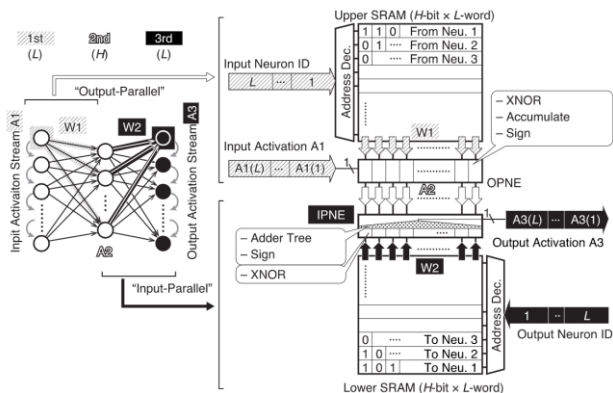 1st 2nd 3rd
(L) (H) (L)
"Output-Parallel"
Inpit Activaiton Stream A1
W1
W2
Output Activation Stream A3
A2
"Input-Parallel"
Upper SRAM (H-bit × L-word)
Input Neuron ID
L ··· 1
Address Dec.
1 1 0 From Neu. 1
0 1 ···· From Neu. 2
0 ···· From Neu. 3
W1
– XNOR
– Accumulate
– Sign
Input Activation A1
A1(L) ··· A1(1)
1
OPNE
A2
IPNE
1
A3(L) ··· A3(1)
Output Activation A3
– Adder Tree
– Sign
– XNOR
W2
Address Dec.
1 ·· L
Output Neuron ID
0 ···· To Neu. 3
1 0 ···· To Neu. 2
1 0 1 To Neu. 1
Lower SRAM (H-bit × L-word)